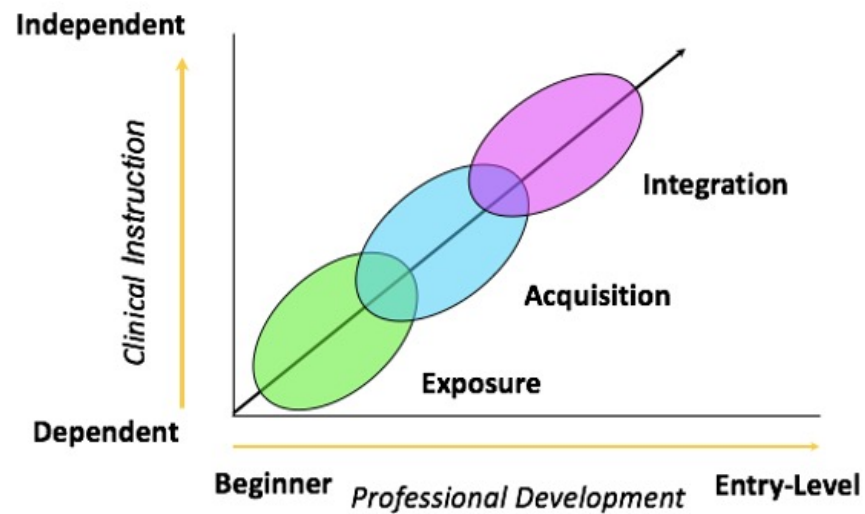 Independent
Clinical Instruction
Integration
Acquisition
Exposure
Dependent
Beginner
Professional Development
Entry-Level